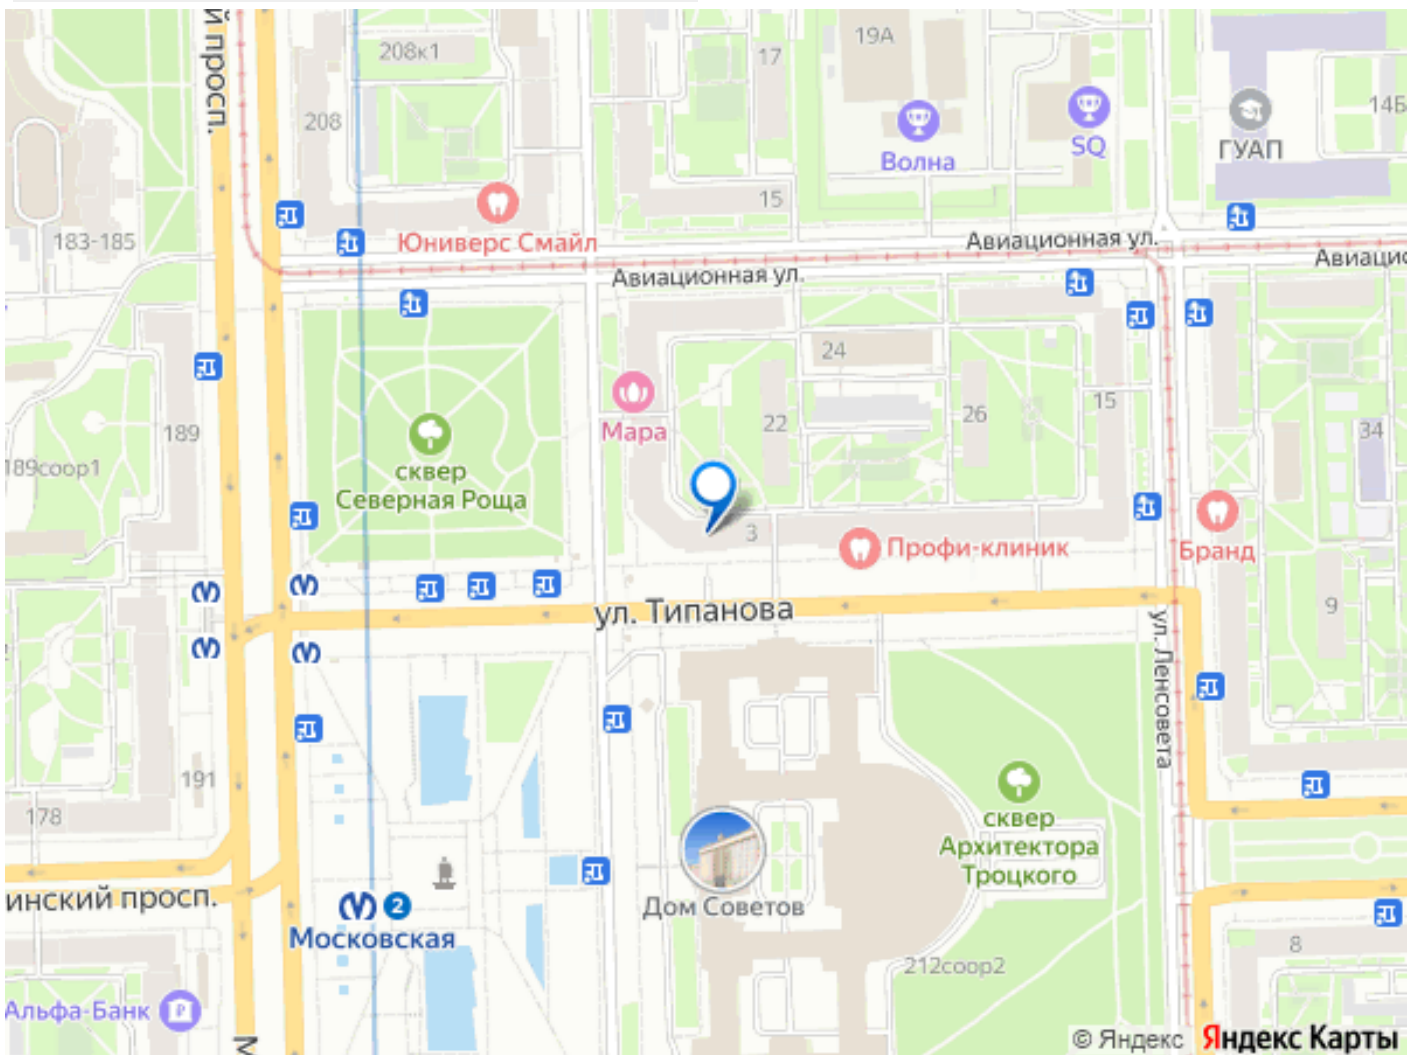 й просп.
208к1
17
19А
14Б
208
Волна
SQ
ГУАП
15
183-185
Юниверс Смайл
Авиационная ул.
Авиационная ул.
Авиацио
24
189
Мара
22
26
15
34
189соор1
сквер
Северная Роща
3
Профи-клиник
Бранд
ул. Типанова
9
ул. Ленсовета
191
178
сквер
Архитектора
Троцкого
инский просп.
2
Московская
Дом Советов
212соор2
8
Альфа-Банк
М
© Яндекс Яндекс Карты